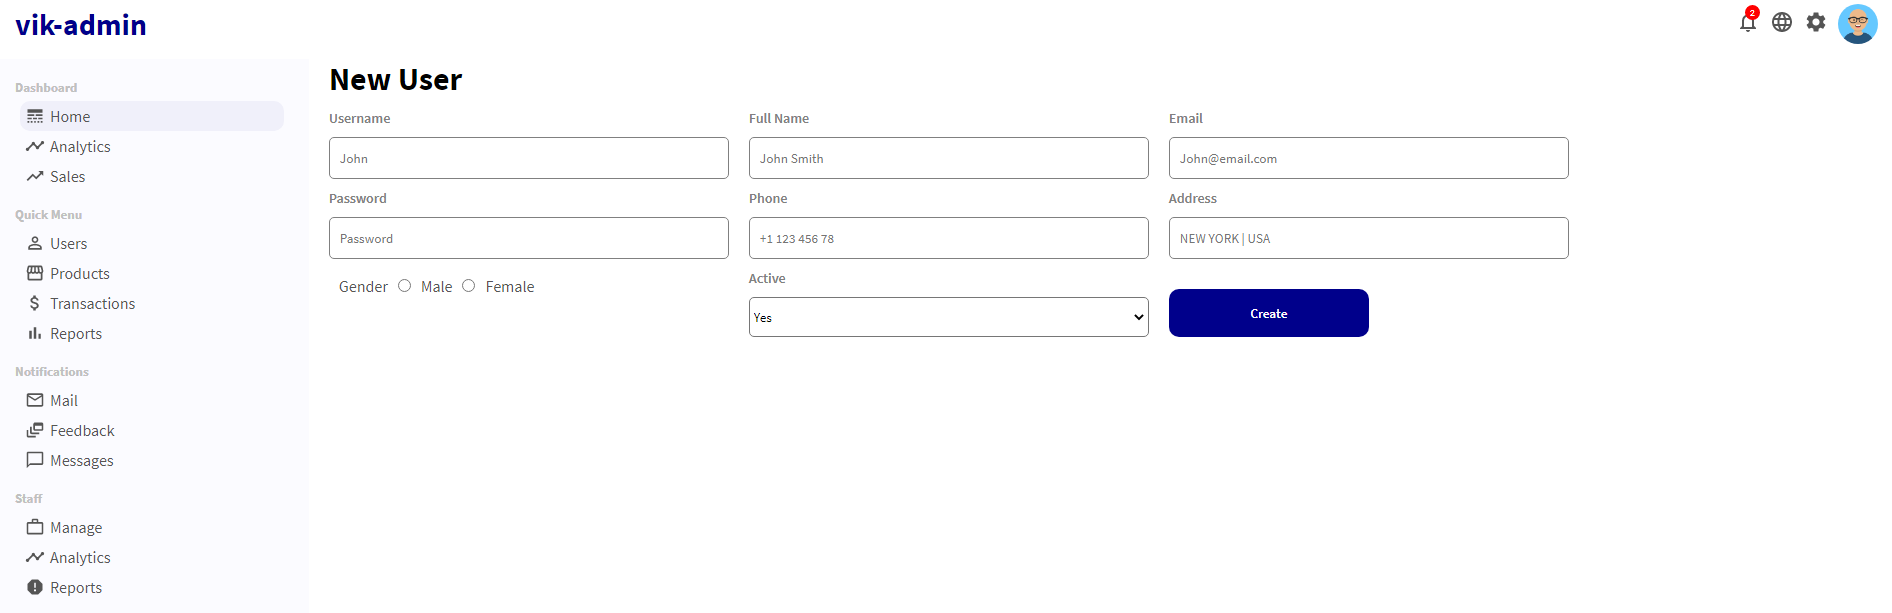 vik-admin
2
Dashboard
Home
Analytics
Sales
Quick Menu
Users
Products
Transactions
Reports
Notifications
Mail
Feedback
Messages
Staff
Manage
Analytics
Reports
New User
Username Full Name Email
John John Smith John@email.com
Password Phone Address
Password +1 123 456 78 NEW YORK | USA
Gender Male Female
Active
Yes
Create